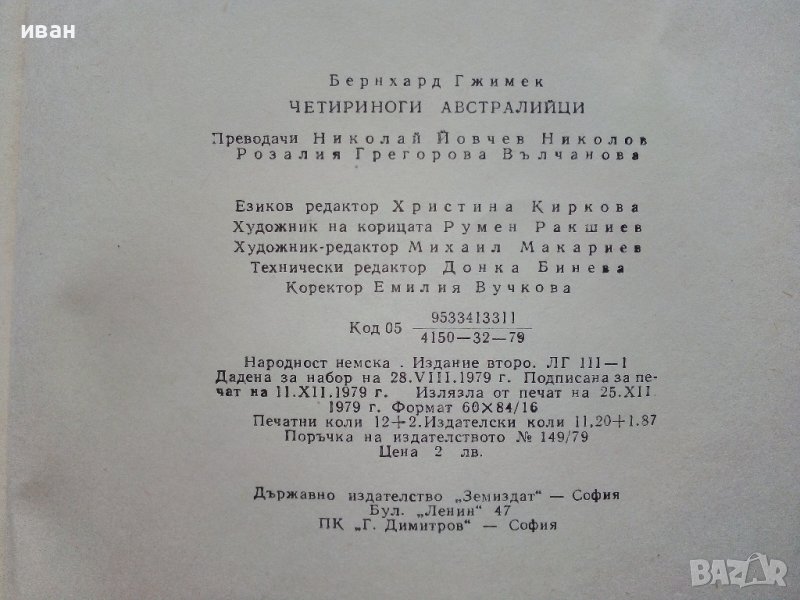 иван
Бернхард Гжимек
ЧЕТИРИНОГИ АВСТРАЛИЙЦИ
Преводачи Николай Йовчев Николов
Розалия Грегорова Вълчанова
Езиков редактор Христина Киркова
Художник на корицата Румен Ракшиев
Художник-редактор Михаил Макариев
Технически редактор Донка Бинева
Коректор Емилия Вучкова
Код 05 9533413311
4150—32—79
Народност немска . Издание второ. ЛГ III—1
Дадена за набор на 28.VIII.1979 г. Подписана за пе-
чат на 11.XII.1979 г. Излязла от печат на 25.XII
1979 г. Формат 60×84/16
Печатни коли 12+2. Издателски коли 11,20+1.87
Поръчка на издателството № 149/79
Цена 2 лв.
Държавно издателство „Земиздат“ — София
Бул. „Ленин“ 47
ПК „Г. Димитров“ — София
BAZAR